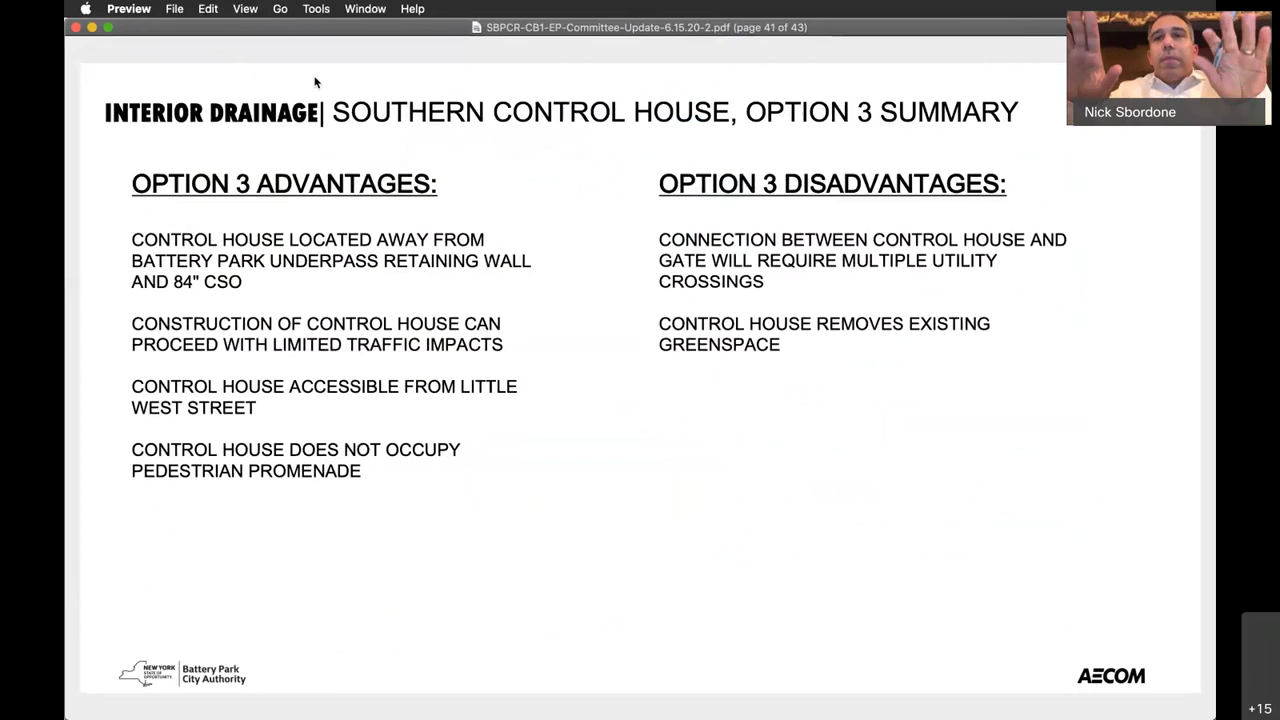 Preview File Edit View Go Tools Window Help
SBPCR-CB1-EP-Committee-Update-6.15.20-2.pdf (page 41 of 43)
Nick Sbordone
INTERIOR DRAINAGE| SOUTHERN CONTROL HOUSE, OPTION 3 SUMMARY
OPTION 3 ADVANTAGES:
CONTROL HOUSE LOCATED AWAY FROM
BATTERY PARK UNDERPASS RETAINING WALL
AND 84" CSO
CONSTRUCTION OF CONTROL HOUSE CAN
PROCEED WITH LIMITED TRAFFIC IMPACTS
CONTROL HOUSE ACCESSIBLE FROM LITTLE
WEST STREET
CONTROL HOUSE DOES NOT OCCUPY
PEDESTRIAN PROMENADE
OPTION 3 DISADVANTAGES:
CONNECTION BETWEEN CONTROL HOUSE AND
GATE WILL REQUIRE MULTIPLE UTILITY
CROSSINGS
CONTROL HOUSE REMOVES EXISTING
GREENSPACE
NEW YORK
STATE OF
OPPORTUNITY.
Battery Park
City Authority
AECOM
+15